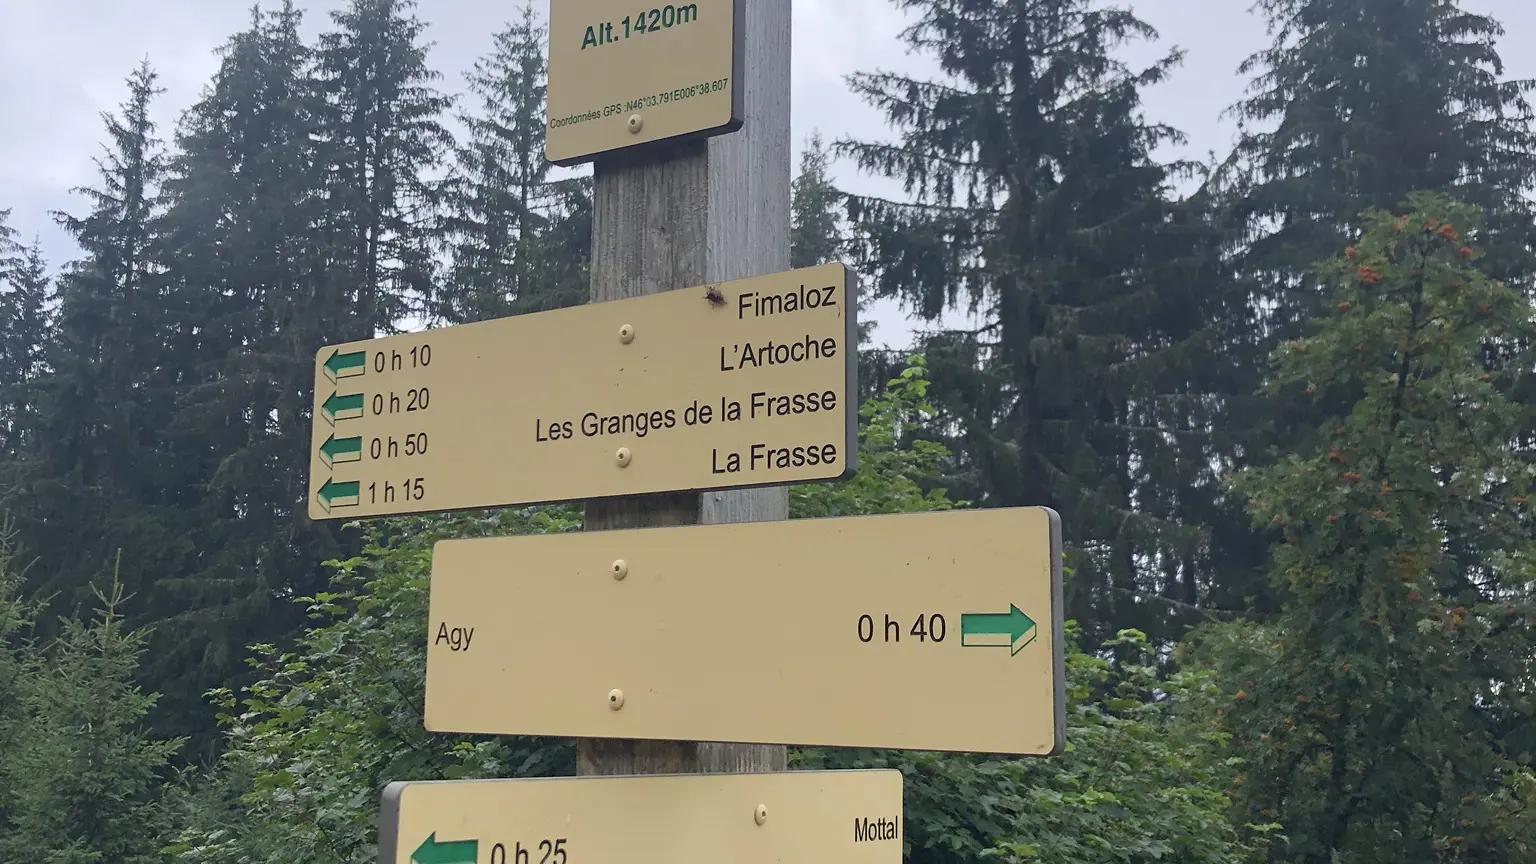 Alt.1420m
Coordonnées GPS :N46°03.791E006°38.607
0 h 10 Fimaloz
0 h 20 L'Artoche
0 h 50 Les Granges de la Frasse
1 h 15 La Frasse
Agy 0 h 40
0 h 25 Mottal